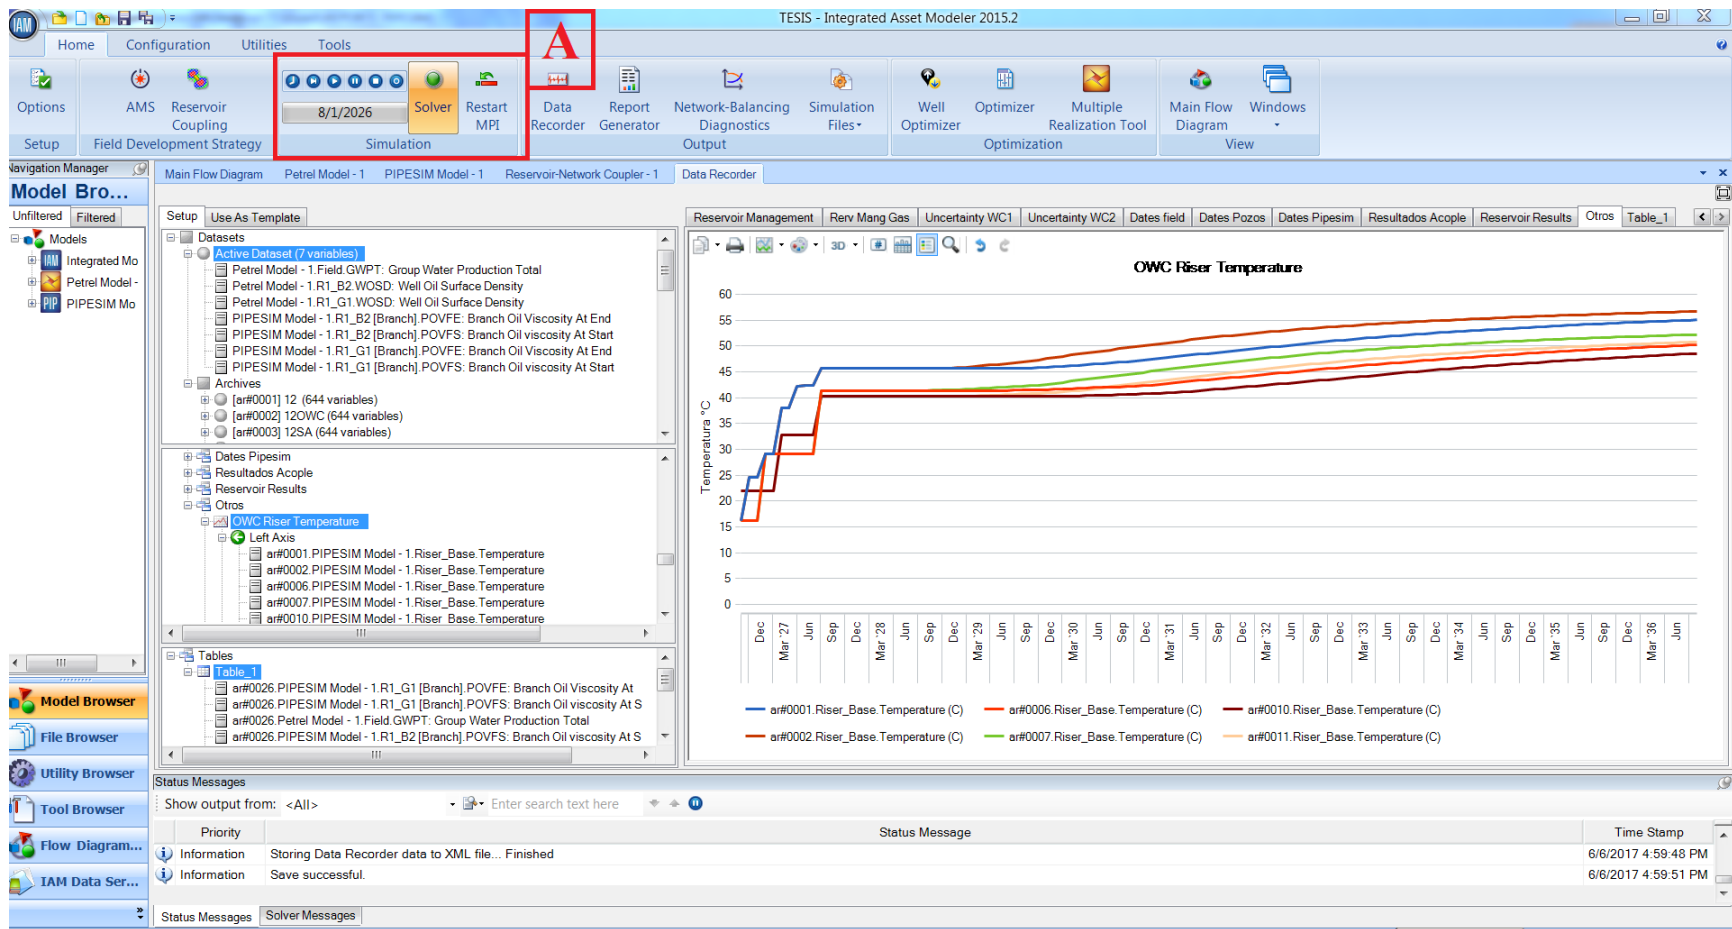 IAM
TESIS - Integrated Asset Modeler 2015.2
Home Configuration Utilities Tools
A
Options AMS Reservoir Coupling 8/1/2026 Solver Restart MPI Data Recorder Report Generator Network-Balancing Diagnostics Simulation Files Well Optimizer Optimizer Multiple Realization Tool Main Flow Diagram Windows
Setup Field Development Strategy Simulation Output Optimization View
Navigation Manager
Model Bro...
Unfiltered Filtered
Models
IAM Integrated Mo
Petrel Model -
PIP PIPESIM Mo
Model Browser
File Browser
Utility Browser
Tool Browser
Flow Diagram...
IAM Data Ser...
Main Flow Diagram Petrel Model - 1 PIPESIM Model - 1 Reservoir-Network Coupler - 1 Data Recorder
Setup Use As Template
Datasets
Active Dataset (7 variables)
Petrel Model - 1.Field.GWPT: Group Water Production Total
Petrel Model - 1.R1_B2.WOSD: Well Oil Surface Density
Petrel Model - 1.R1_G1.WOSD: Well Oil Surface Density
PIPESIM Model - 1.R1_B2 [Branch].POVFE: Branch Oil viscosity At End
PIPESIM Model - 1.R1_B2 [Branch].POVFS: Branch Oil viscosity At Start
PIPESIM Model - 1.R1_G1 [Branch].POVFE: Branch Oil Viscosity At End
PIPESIM Model - 1.R1_G1 [Branch].POVFS: Branch Oil Viscosity At Start
Archives
[ar#0001] 12 (644 variables)
[ar#0002] 12OWC (644 variables)
[ar#0003] 12SA (644 variables)
Dates Pipesim
Resultados Acople
Reservoir Results
Otros
OWC Riser Temperature
Left Axis
ar#0001.PIPESIM Model - 1.Riser_Base.Temperature
ar#0002.PIPESIM Model - 1.Riser_Base.Temperature
ar#0006.PIPESIM Model - 1.Riser_Base.Temperature
ar#0007.PIPESIM Model - 1.Riser_Base.Temperature
ar#0010.PIPESIM Model - 1.Riser_Base.Temperature
Tables
Table_1
ar#0026.PIPESIM Model - 1.R1_G1 [Branch].POVFE: Branch Oil Viscosity At
ar#0026.PIPESIM Model - 1.R1_G1 [Branch].POVFS: Branch Oil viscosity At S
ar#0026.Petrel Model - 1.Field.GWPT: Group Water Production Total
ar#0026.PIPESIM Model - 1.R1_B2 [Branch].POVFS: Branch Oil viscosity At S
Reservoir Management Rerv Mang Gas Uncertainty WC1 Uncertainty WC2 Dates field Dates Pozos Dates Pipesim Resultados Acople Reservoir Results Otros Table_1
3D
OWC Riser Temperature
Temperatura °C
60
55
50
45
40
35
30
25
20
15
10
5
0
Dec Mar '27 Jun Sep Dec Mar '28 Jun Sep Dec Mar '29 Jun Sep Dec Mar '30 Jun Sep Dec Mar '31 Jun Sep Dec Mar '32 Jun Sep Dec Mar '33 Jun Sep Dec Mar '34 Jun Sep Dec Mar '35 Jun Sep Dec Mar '36 Jun
ar#0001.Riser_Base.Temperature (C) ar#0006.Riser_Base.Temperature (C) ar#0010.Riser_Base.Temperature (C)
ar#0002.Riser_Base.Temperature (C) ar#0007.Riser_Base.Temperature (C) ar#0011.Riser_Base.Temperature (C)
Status Messages
Show output from: <All> Enter search text here
Priority Status Message Time Stamp
Information Storing Data Recorder data to XML file... Finished 6/6/2017 4:59:48 PM
Information Save successful. 6/6/2017 4:59:51 PM
Status Messages Solver Messages